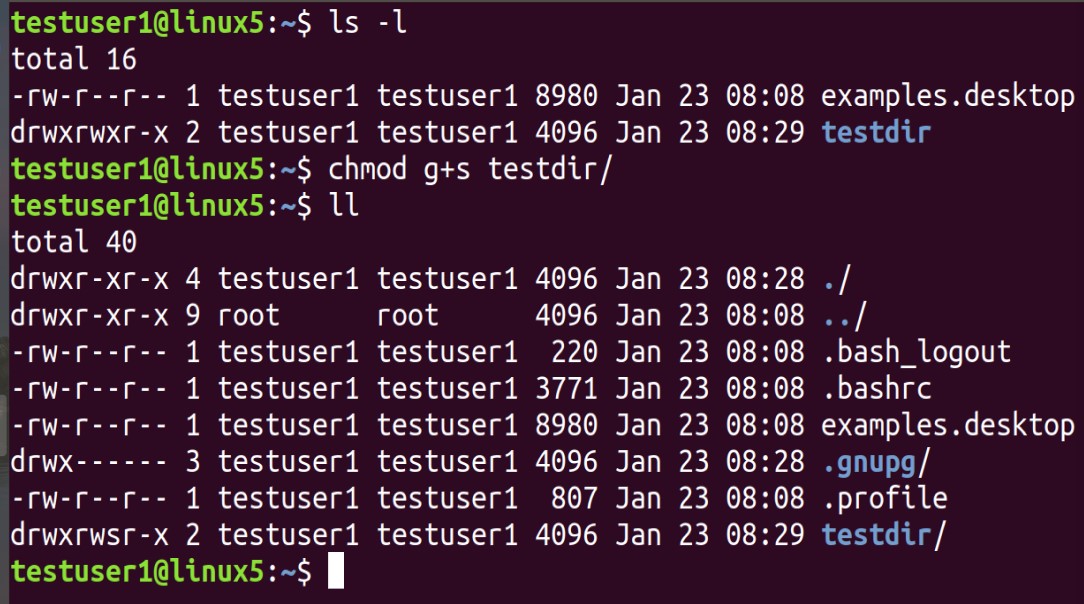 testuser1@linux5:~$ ls -l
total 16
-rw-r--r-- 1 testuser1 testuser1 8980 Jan 23 08:08 examples.desktop
drwxrwxr-x 2 testuser1 testuser1 4096 Jan 23 08:29 testdir
testuser1@linux5:~$ chmod g+s testdir/
testuser1@linux5:~$ ll
total 40
drwxr-xr-x 4 testuser1 testuser1 4096 Jan 23 08:28 ./
drwxr-xr-x 9 root      root      4096 Jan 23 08:08 ../
-rw-r--r-- 1 testuser1 testuser1  220 Jan 23 08:08 .bash_logout
-rw-r--r-- 1 testuser1 testuser1 3771 Jan 23 08:08 .bashrc
-rw-r--r-- 1 testuser1 testuser1 8980 Jan 23 08:08 examples.desktop
drwx------ 3 testuser1 testuser1 4096 Jan 23 08:28 .gnupg/
-rw-r--r-- 1 testuser1 testuser1  807 Jan 23 08:08 .profile
drwxrwsr-x 2 testuser1 testuser1 4096 Jan 23 08:29 testdir/
testuser1@linux5:~$